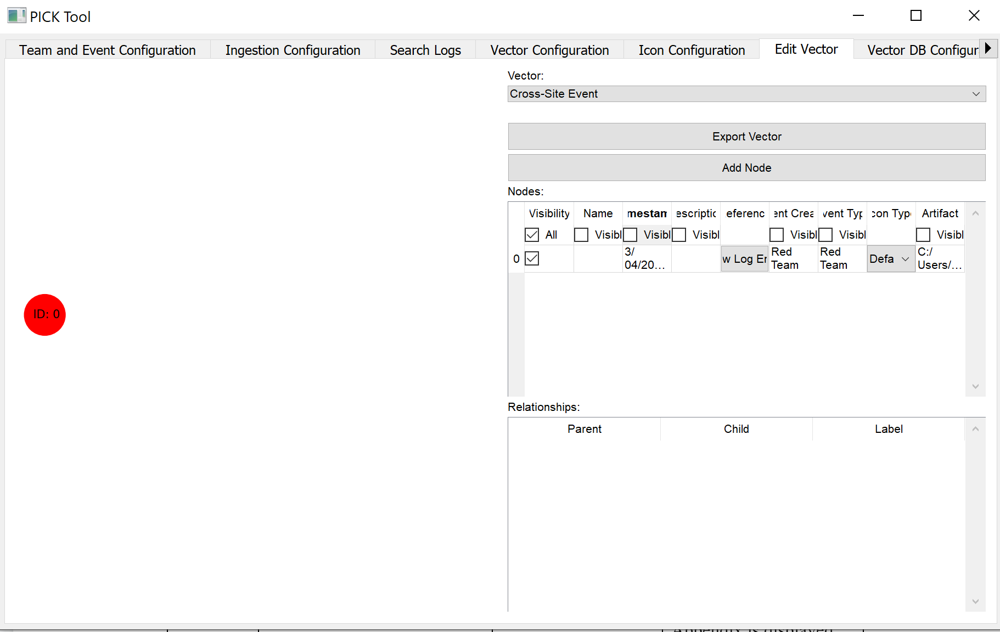 PICK Tool
Team and Event Configuration Ingestion Configuration Search Logs Vector Configuration Icon Configuration Edit Vector Vector DB Configur
Vector:
Cross-Site Event
Export Vector
Add Node
Nodes:
Visibility Name mestam escriptic eferenc ent Crea vent Typ con Type Artifact
All Visibl Visibl Visibl Visibl Visibl Visibl
0 3/ 04/20... w Log Er Red Team Red Team Defa C:/ Users/...
ID: 0
Relationships:
Parent Child Label